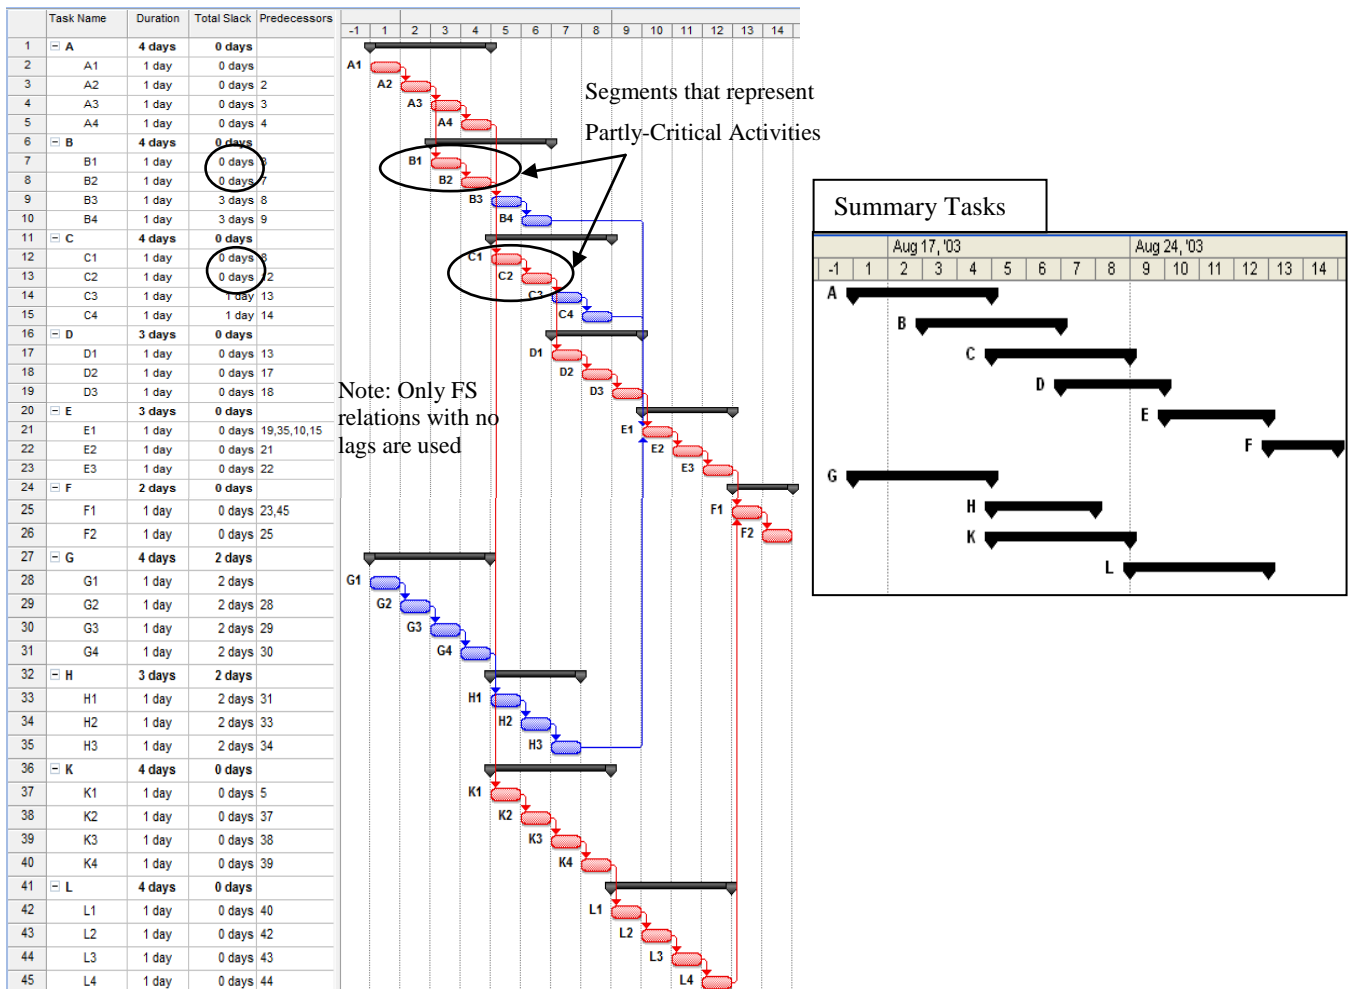 Task Name Duration Total Slack Predecessors
-1 1 2 3 4 5 6 7 8 9 10 11 12 13 14
1 A 4 days 0 days
2 A1 1 day 0 days A1
3 A2 1 day 0 days 2 A2
4 A3 1 day 0 days 3 A3
5 A4 1 day 0 days 4 A4
6 B 4 days 0 days
7 B1 1 day 0 days 3 B1
8 B2 1 day 0 days 7 B2
9 B3 1 day 3 days 8 B3
10 B4 1 day 3 days 9 B4
11 C 4 days 0 days
12 C1 1 day 0 days 8 C1
13 C2 1 day 0 days 12 C2
14 C3 1 day 1 day 13 C3
15 C4 1 day 1 day 14 C4
16 D 3 days 0 days
17 D1 1 day 0 days 13 D1
18 D2 1 day 0 days 17 D2
19 D3 1 day 0 days 18 D3
20 E 3 days 0 days
21 E1 1 day 0 days 19,35,10,15 E1
22 E2 1 day 0 days 21 E2
23 E3 1 day 0 days 22 E3
24 F 2 days 0 days
25 F1 1 day 0 days 23,45 F1
26 F2 1 day 0 days 25 F2
27 G 4 days 2 days
28 G1 1 day 2 days G1
29 G2 1 day 2 days 28 G2
30 G3 1 day 2 days 29 G3
31 G4 1 day 2 days 30 G4
32 H 3 days 2 days
33 H1 1 day 2 days 31 H1
34 H2 1 day 2 days 33 H2
35 H3 1 day 2 days 34 H3
36 K 4 days 0 days
37 K1 1 day 0 days 5 K1
38 K2 1 day 0 days 37 K2
39 K3 1 day 0 days 38 K3
40 K4 1 day 0 days 39 K4
41 L 4 days 0 days
42 L1 1 day 0 days 40 L1
43 L2 1 day 0 days 42 L2
44 L3 1 day 0 days 43 L3
45 L4 1 day 0 days 44 L4
Segments that represent
Partly-Critical Activities
Note: Only FS
relations with no
lags are used
Summary Tasks
Aug 17, '03 Aug 24, '03
-1 1 2 3 4 5 6 7 8 9 10 11 12 13 14
A
B
C
D
E
F
G
H
K
L